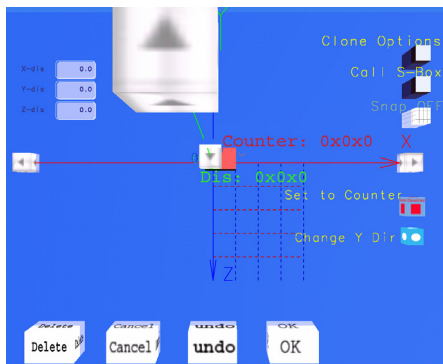 Y
Clone Options
X-dis 0.0
Call S-Box
Y-dis 0.0
Snap OFF
Z-dis 0.0
Counter: 0x0x0 X
Dis: 0x0x0
Set to Counter
Change Y Dir
Z
Delete Cancel undo OK
Delete Cancel undo OK